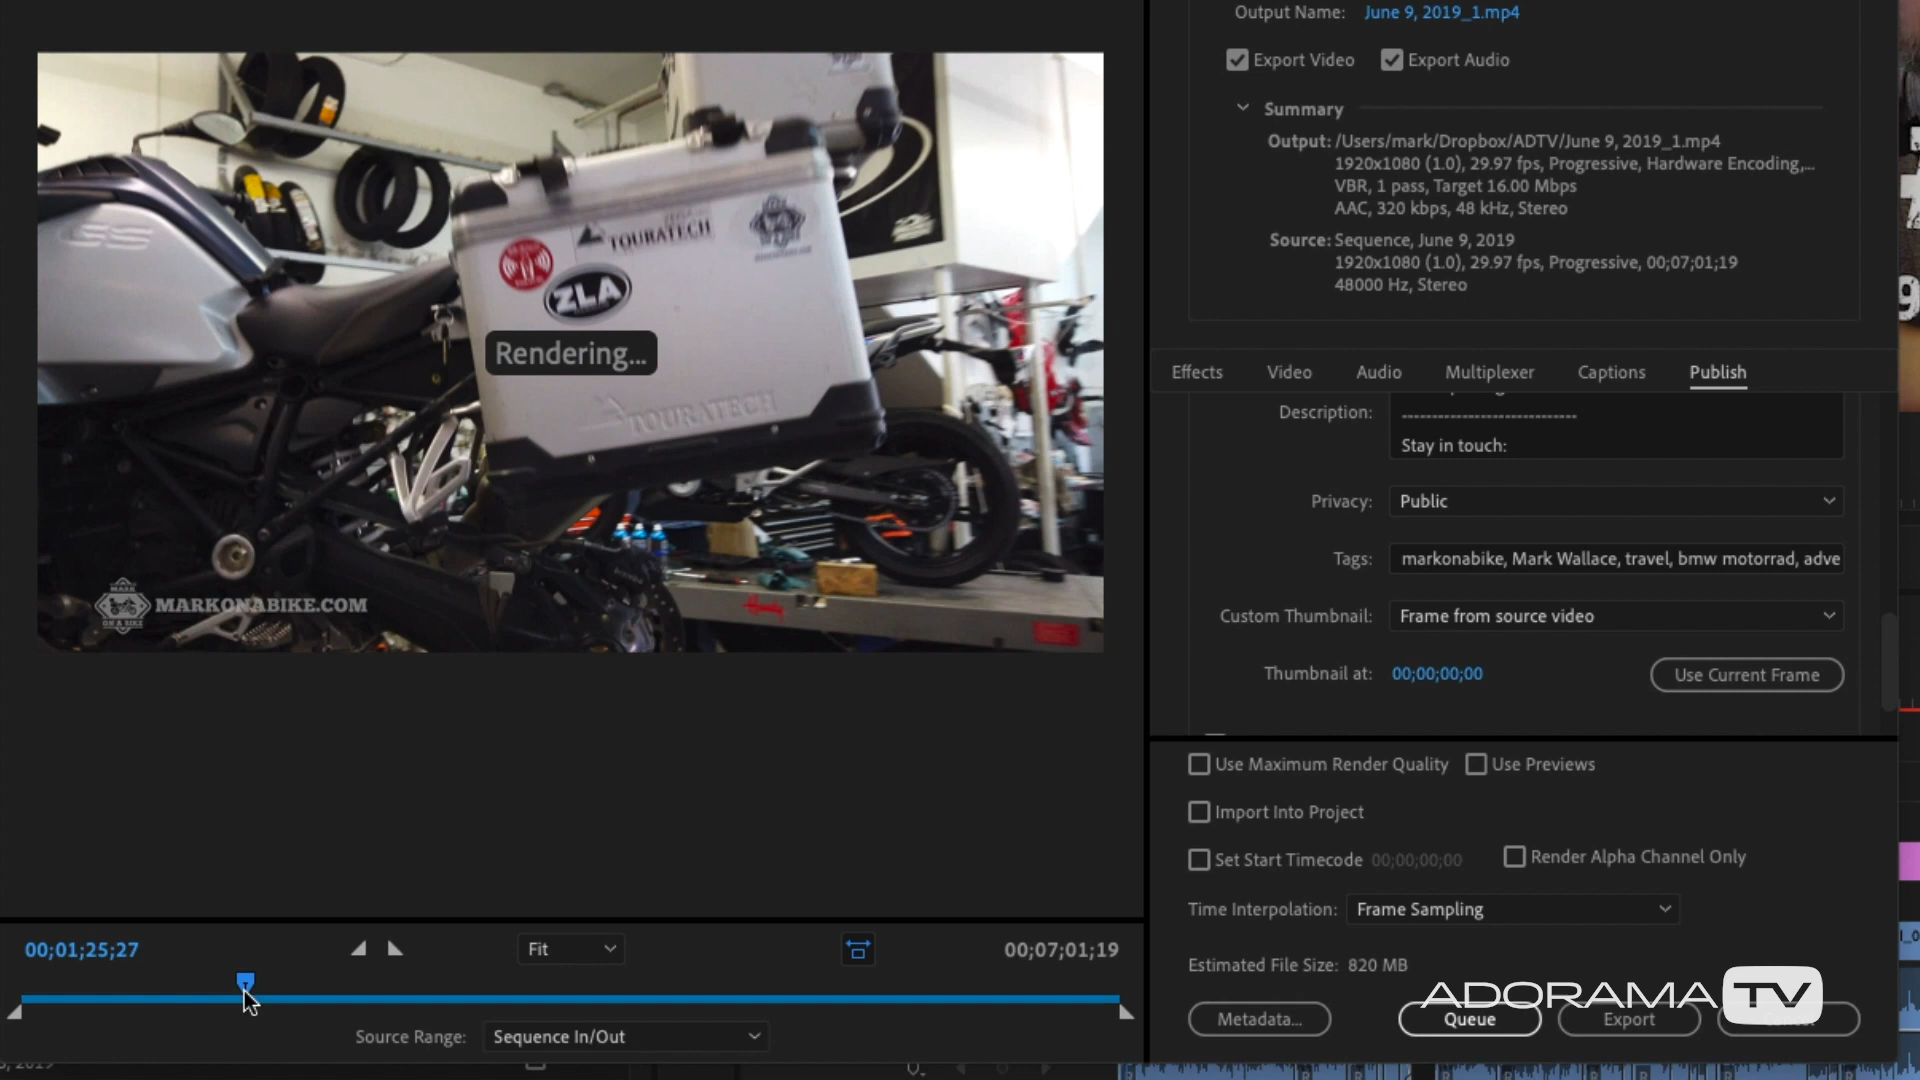 Output Name: June 9, 2019_1.mp4
Export Video Export Audio
Summary
Output: /Users/mark/Dropbox/ADTV/June 9, 2019_1.mp4
1920x1080 (1.0), 29.97 fps, Progressive, Hardware Encoding,...
VBR, 1 pass, Target 16.00 Mbps
AAC, 320 kbps, 48 kHz, Stereo
Source: Sequence, June 9, 2019
1920x1080 (1.0), 29.97 fps, Progressive, 00;07;01;19
48000 Hz, Stereo
GS
TOURATECH
ZLA
Rendering...
TOURATECH
MARK
ON A BIKE
MARKONABIKE.COM
Handy
Effects Video Audio Multiplexer Captions Publish
Description: ----------------------------
Stay in touch:
Privacy: Public
Tags: markonabike, Mark Wallace, travel, bmw motorrad, adve
Custom Thumbnail: Frame from source video
Thumbnail at: 00;00;00;00 Use Current Frame
Use Maximum Render Quality Use Previews
Import Into Project
Set Start Timecode 00;00;00;00 Render Alpha Channel Only
Time Interpolation: Frame Sampling
Estimated File Size: 820 MB
ADORAMA TV
Metadata... Queue Export
00;01;25;27 Fit 00;07;01;19
Source Range: Sequence In/Out